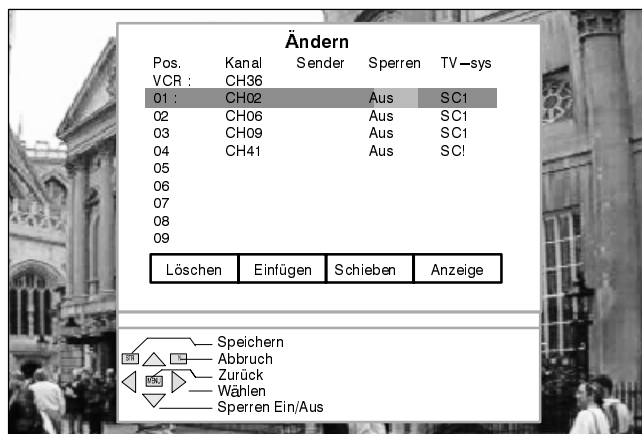 Ändern
Pos. Kanal Sender Sperren TV–sys
VCR : CH36
01 : CH02 Aus SC1
02 CH06 Aus SC1
03 CH09 Aus SC1
04 CH41 Aus SC!
05
06
07
08
09
Löschen Einfügen Schieben Anzeige
Speichern
STR N Abbruch
MENU Zurück
Wählen
Sperren Ein/Aus